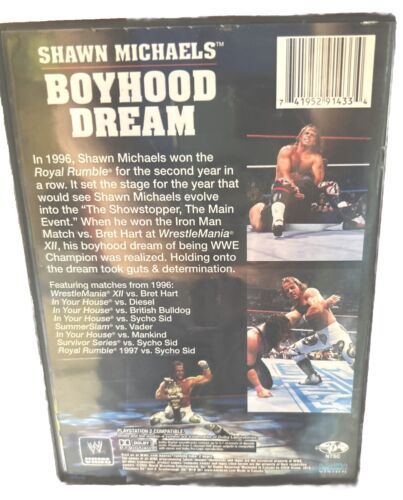 SHAWN MICHAELS™
BOYHOOD
DREAM
7 41952 91433 4
In 1996, Shawn Michaels won the
Royal Rumble® for the second year in
a row. It set the stage for the year that
would see Shawn Michaels evolve
into the "The Showstopper, The Main
Event." When he won the Iron Man
Match vs. Bret Hart at WrestleMania®
XII, his boyhood dream of being WWE
Champion was realized. Holding onto
the dream took guts & determination.
Featuring matches from 1996:
WrestleMania® XII vs. Bret Hart
In Your House® vs. Diesel
In Your House® vs. British Bulldog
In Your House® vs. Sycho Sid
SummerSlam® vs. Vader
In Your House® vs. Mankind
Survivor Series® vs. Sycho Sid
Royal Rumble® 1997 vs. Sycho Sid
PLAYSTATION 2 COMPATIBLE
DOLBY
HOME VIDEO
NTSC